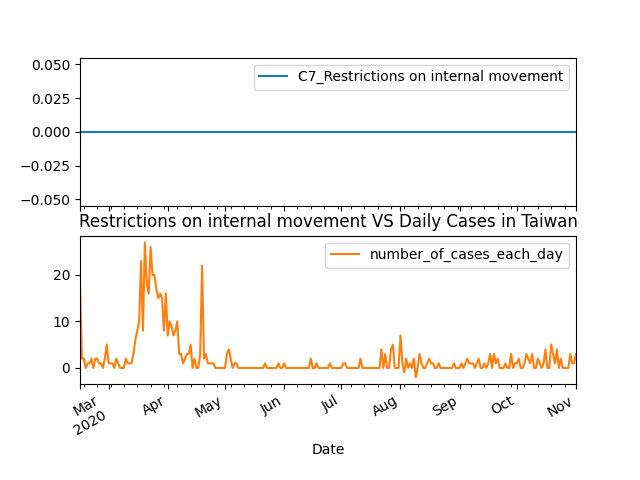 0.050
0.025
0.000
−0.025
−0.050
C7_Restrictions on internal movement
Restrictions on internal movement VS Daily Cases in Taiwan
20
10
0
number_of_cases_each_day
Mar
2020
Apr
May
Jun
Jul
Aug
Sep
Oct
Nov
Date